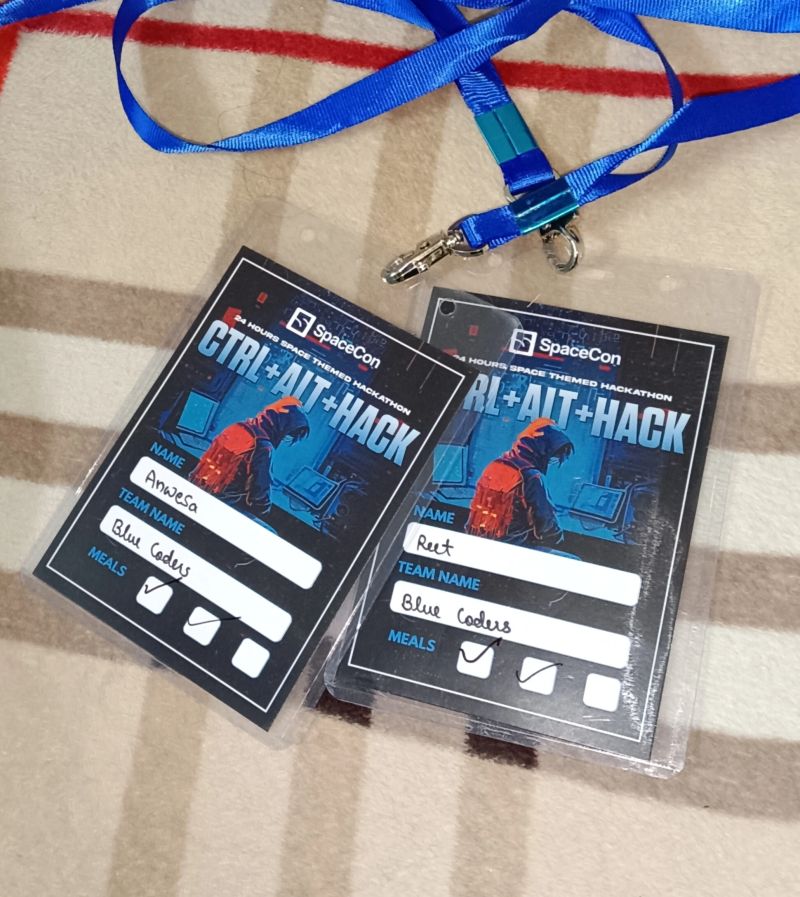 SpaceCon
24 HOURS SPACE THEMED HACKATHON
CTRL+ALT+HACK
NAME
Anwesa
TEAM NAME
Blue Coders
MEALS
SpaceCon
24 HOURS SPACE THEMED HACKATHON
RL+ALT+HACK
NAME
Reet
TEAM NAME
Blue Coders
MEALS